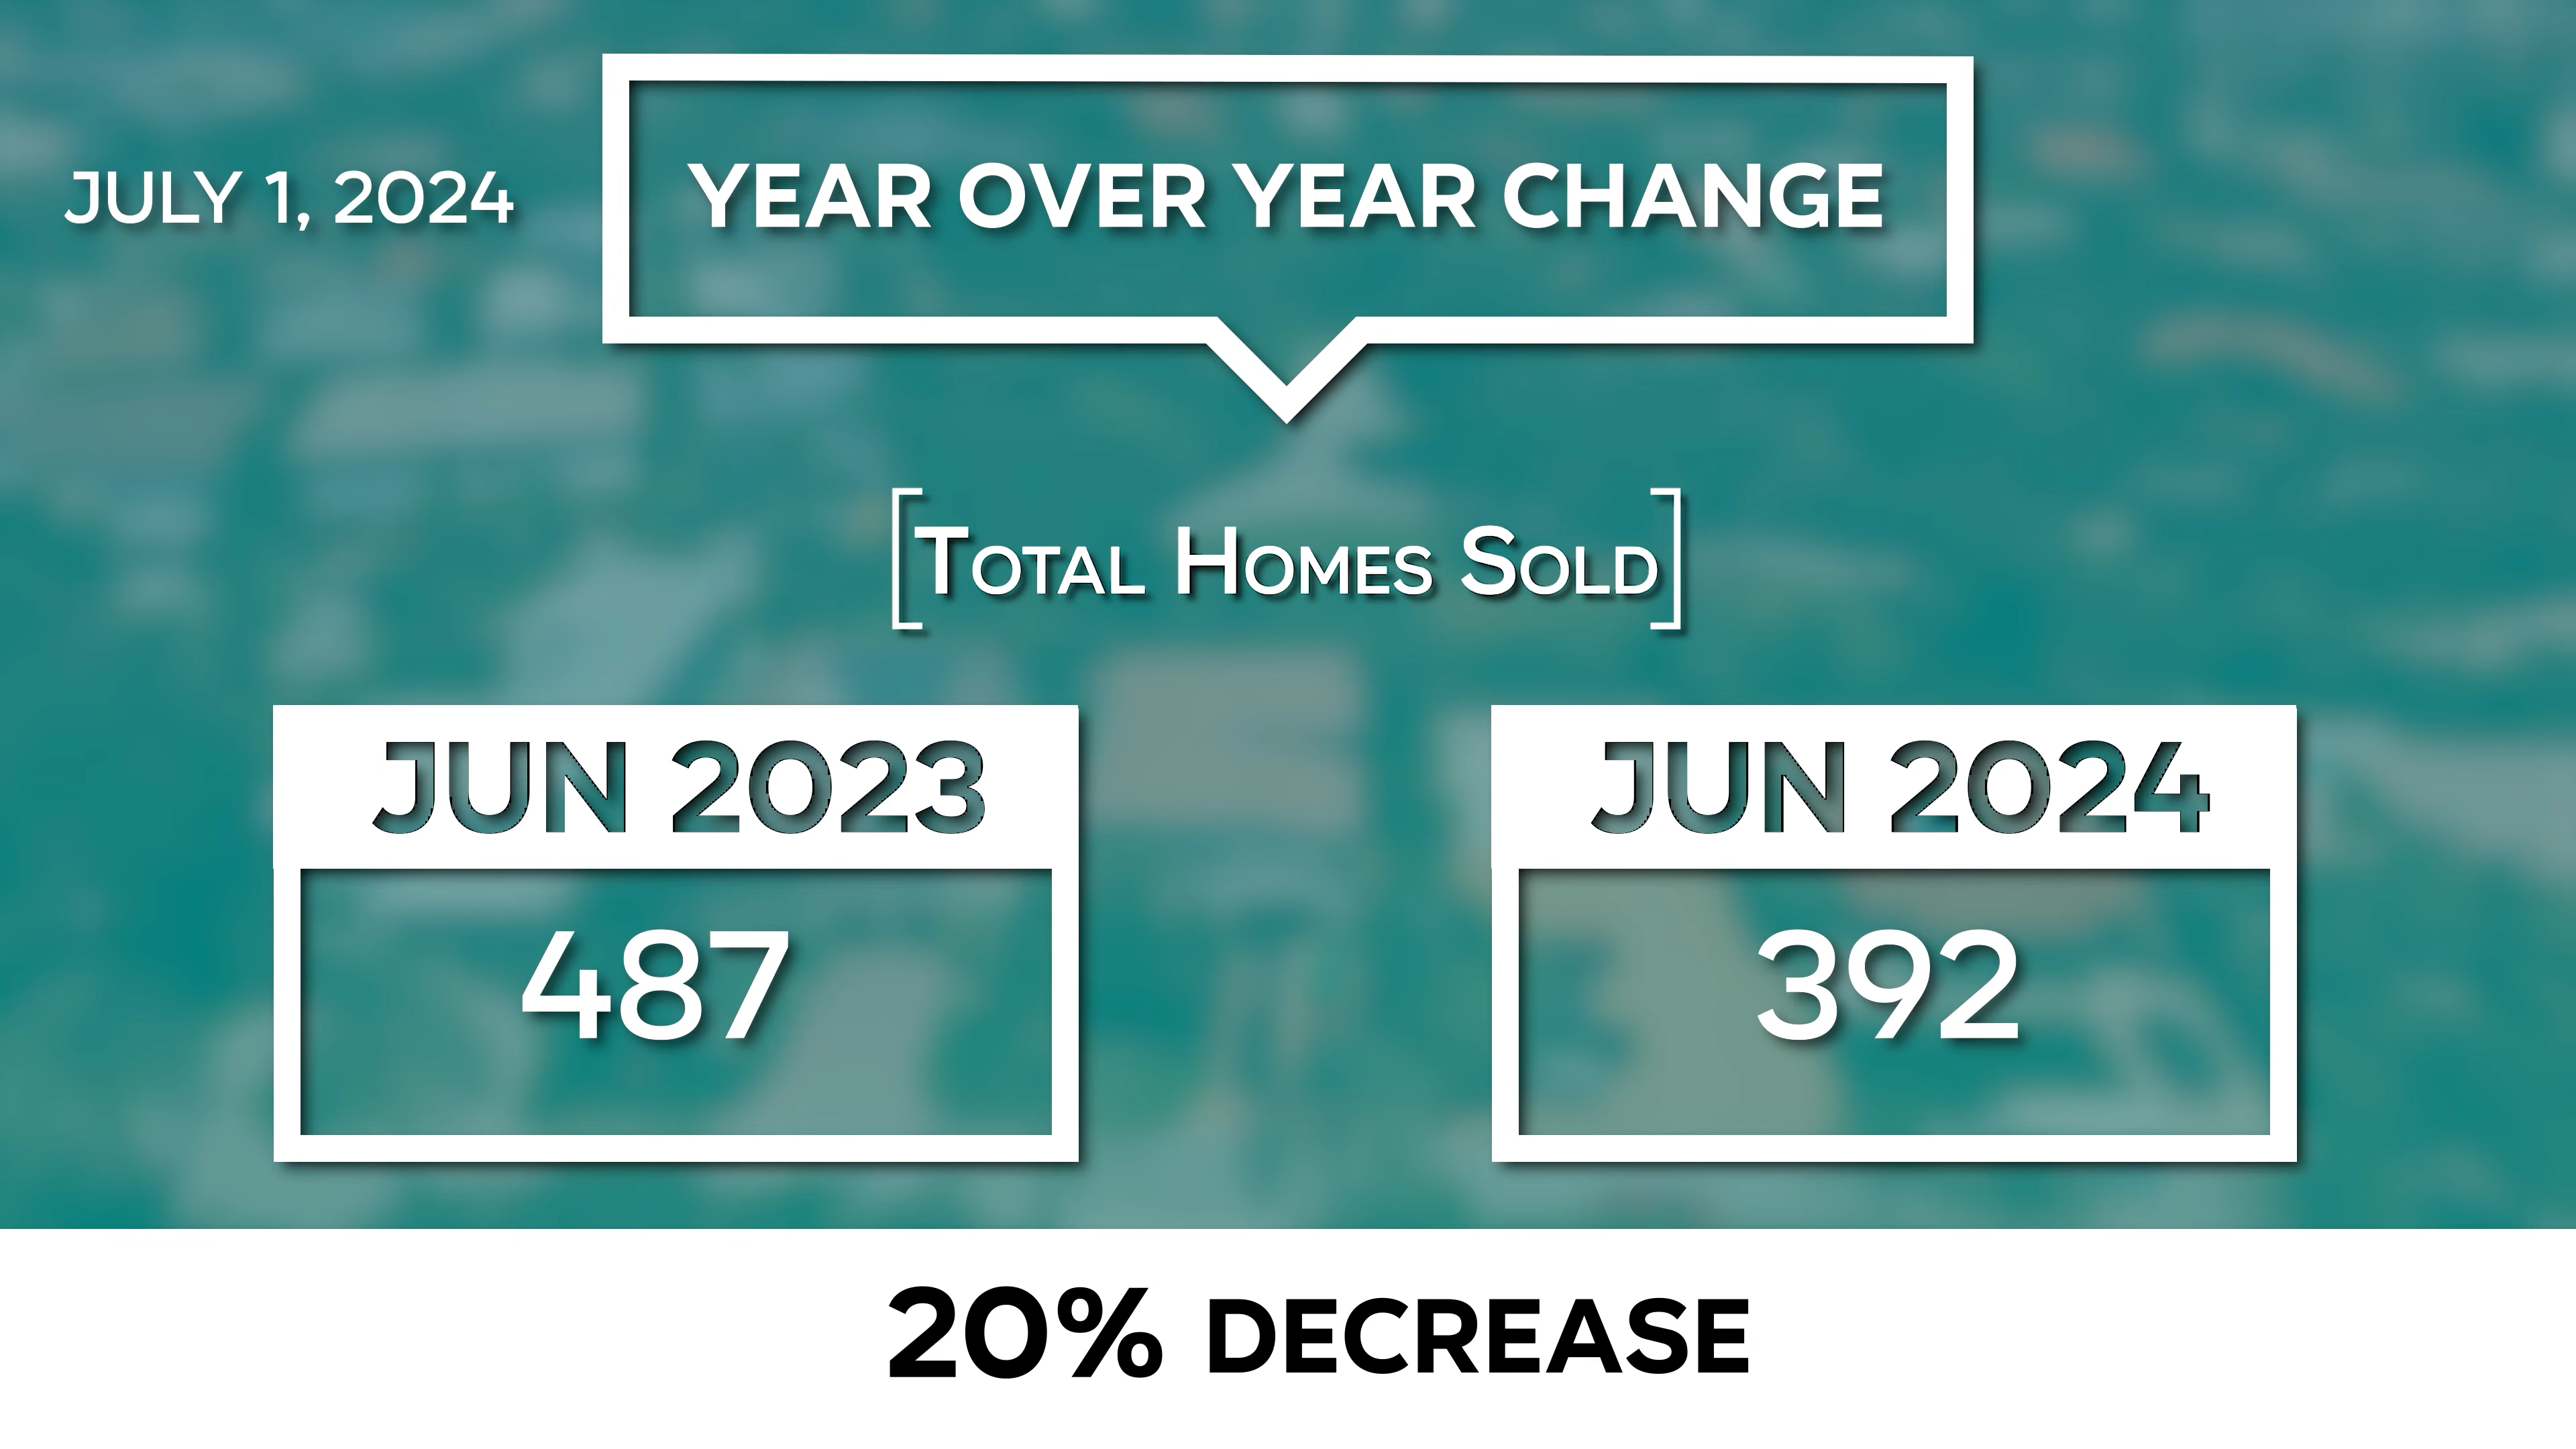 JULY 1, 2024
YEAR OVER YEAR CHANGE
[TOTAL HOMES SOLD]
JUN 2023
487
JUN 2024
392
20% DECREASE